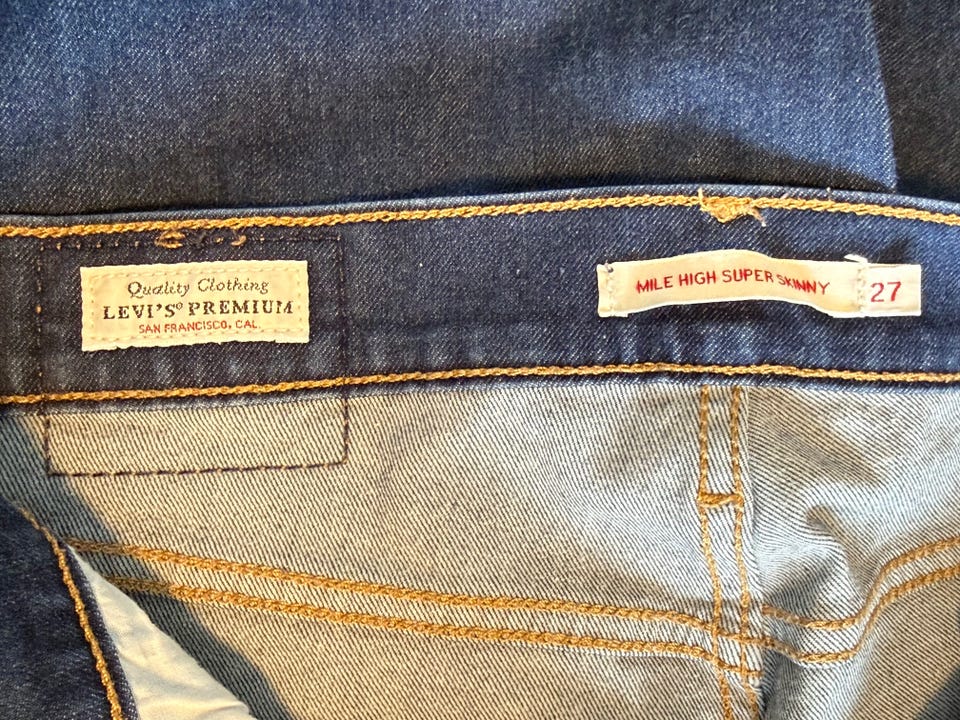 Quality Clothing
LEVI'S® PREMIUM
SAN FRANCISCO, CAL.
MILE HIGH SUPER SKINNY
27